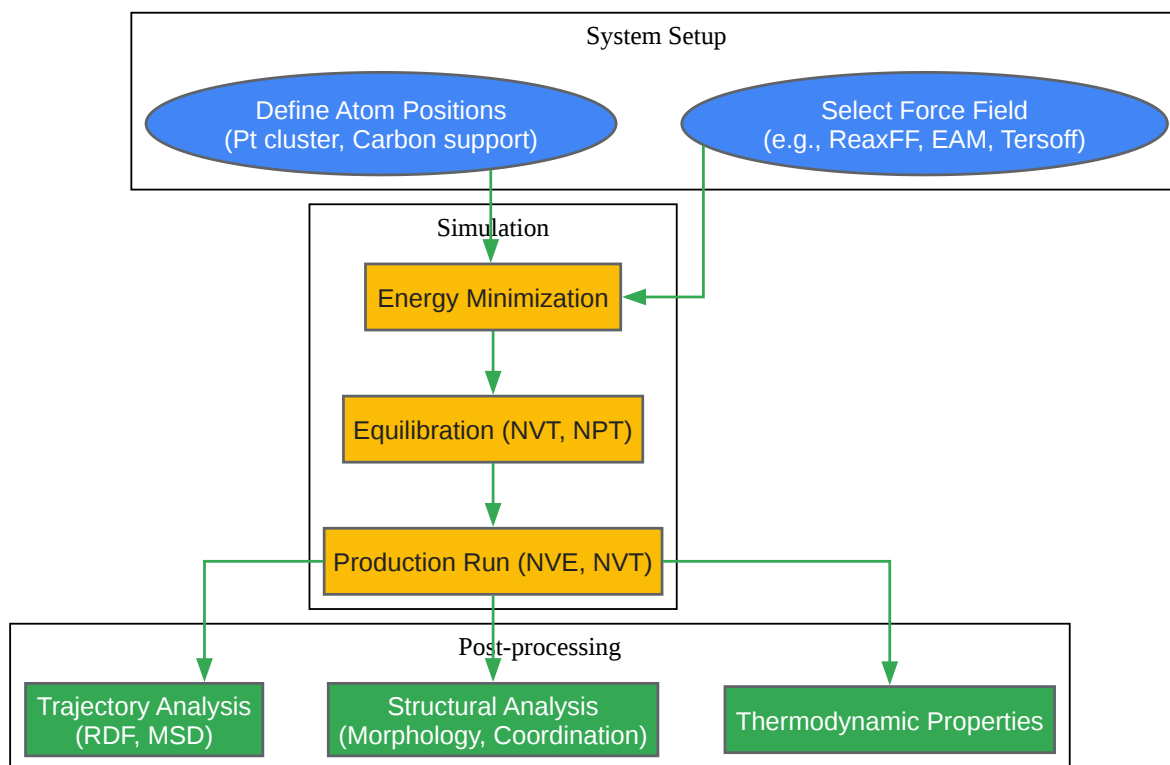 System Setup
Define Atom Positions
(Pt cluster, Carbon support)
Select Force Field
(e.g., ReaxFF, EAM, Tersoff)
Simulation
Energy Minimization
Equilibration (NVT, NPT)
Production Run (NVE, NVT)
Post-processing
Trajectory Analysis
(RDF, MSD)
Structural Analysis
(Morphology, Coordination)
Thermodynamic Properties